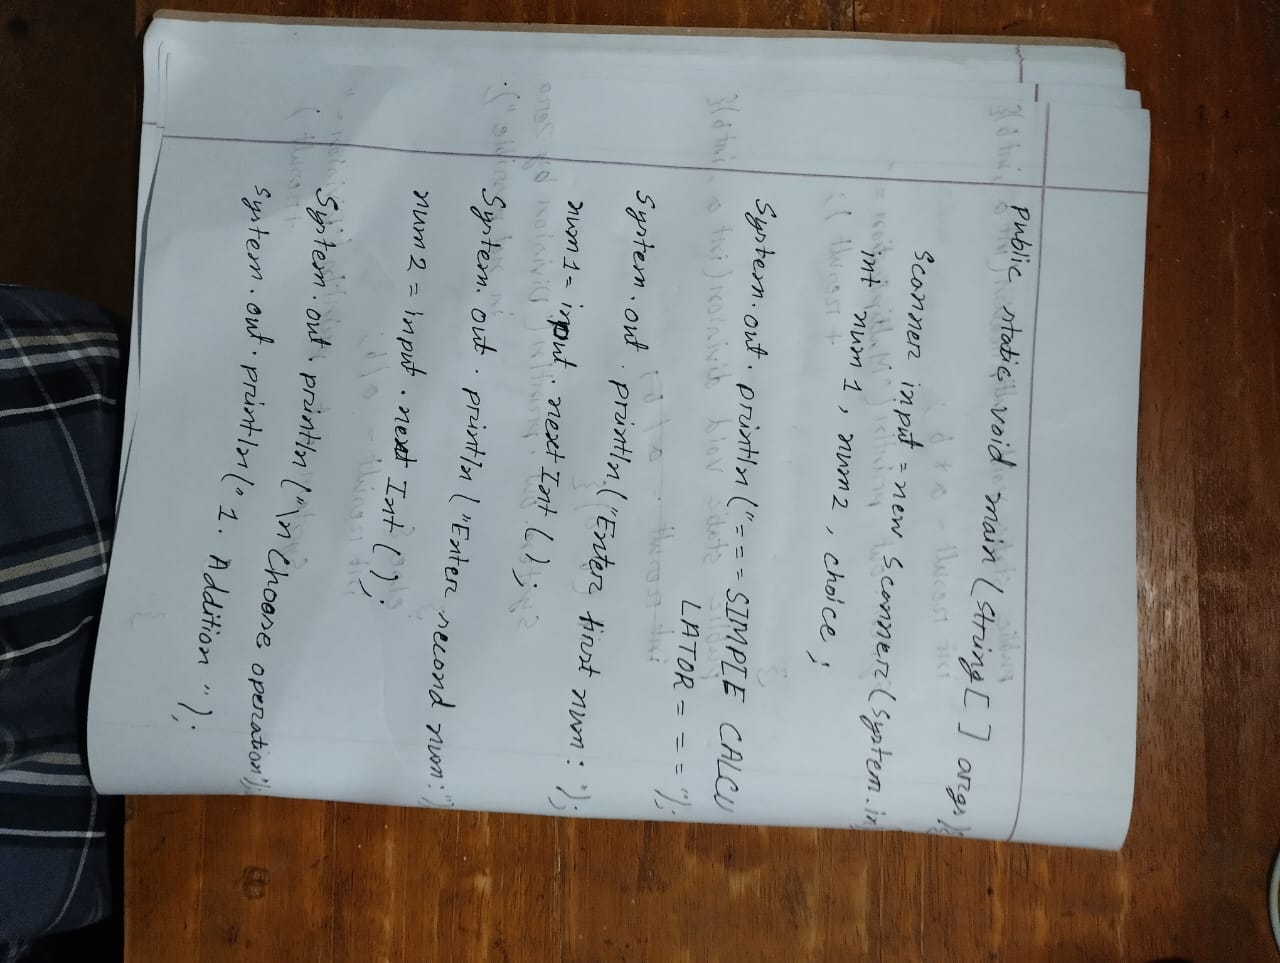 public static void main (String [] args){
Scanner input = new Scanner (System.in
int num 1 , num 2 , choice ;
System.out. println ("=== SIMPLE CALCU
LATOR === ");
System.out . println ("Enter first num: ");
num 1 = input . next Int ( ) ;
System. out . println ("Enter second num: ")
num 2 = input . next Int ( ) ;
System. out . println ("\n Choose operation:");
System. out . println (" 1. Addition ") ;